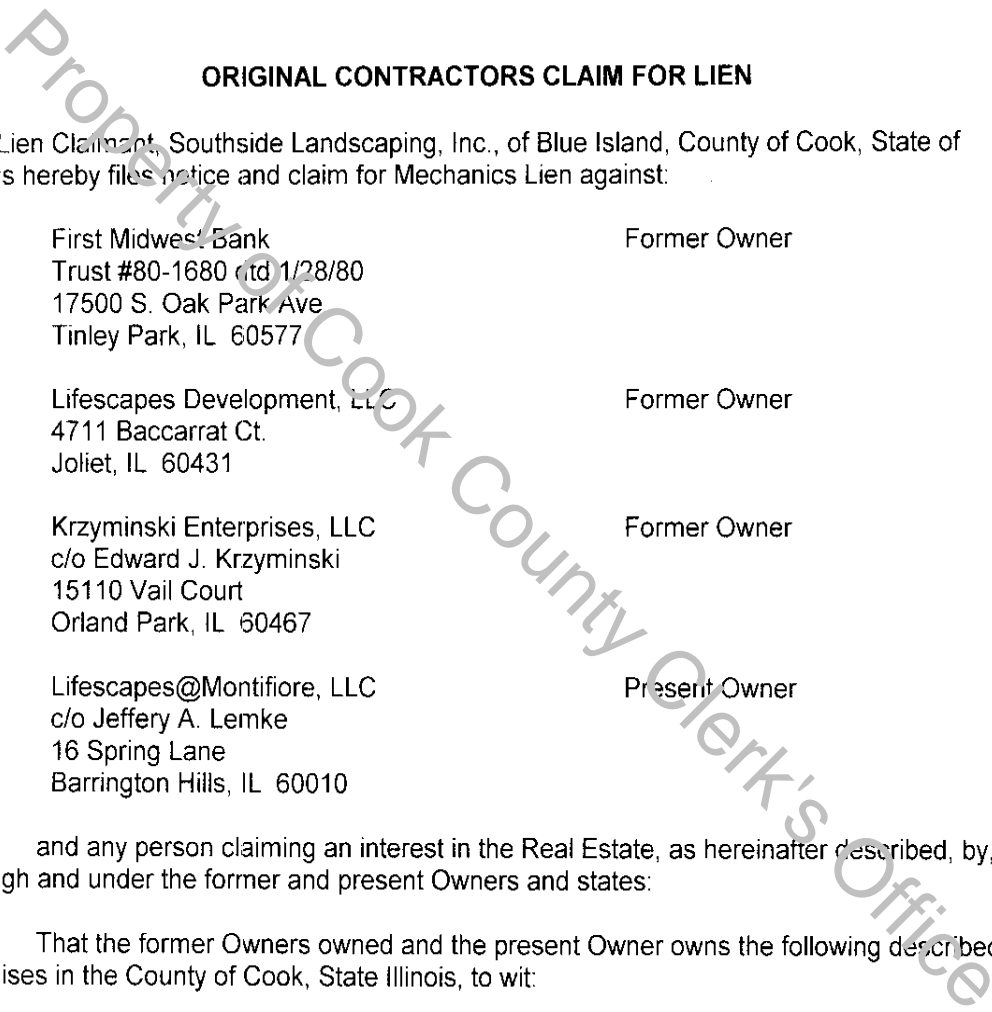 ORIGINAL CONTRACTORS CLAIM FOR LIEN
Lien Claimant, Southside Landscaping, Inc., of Blue Island, County of Cook, State of
s hereby files notice and claim for Mechanics Lien against:
First Midwest Bank Former Owner
Trust #80-1680 dtd 1/28/80
17500 S. Oak Park Ave
Tinley Park, IL 60577
Lifescapes Development, LLC Former Owner
4711 Baccarrat Ct.
Joliet, IL 60431
Krzyminski Enterprises, LLC Former Owner
c/o Edward J. Krzyminski
15110 Vail Court
Orland Park, IL 60467
Lifescapes@Montifiore, LLC Present Owner
c/o Jeffery A. Lemke
16 Spring Lane
Barrington Hills, IL 60010
and any person claiming an interest in the Real Estate, as hereinafter described, by,
gh and under the former and present Owners and states:
That the former Owners owned and the present Owner owns the following described
ises in the County of Cook, State Illinois, to wit:
Property of Cook County Clerk's Office